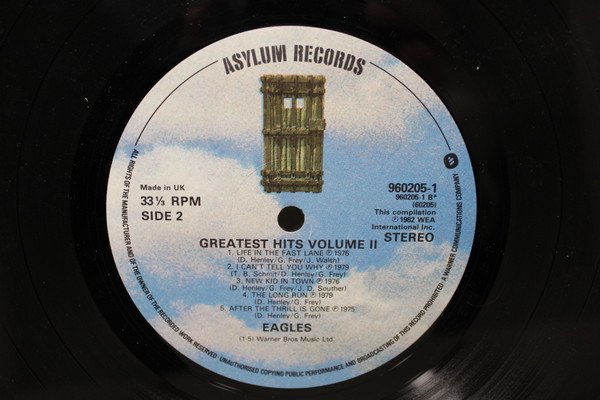 ASYLUM RECORDS
Made in UK
33⅓ RPM
SIDE 2
960205-1
960205-1 B*
(60205)
This compilation
℗ 1982 WEA
International Inc.
STEREO
GREATEST HITS VOLUME II
1. LIFE IN THE FAST LANE ℗ 1976
(D. Henley/G. Frey/J. Walsh)
2. I CAN'T TELL YOU WHY ℗ 1979
(T. B. Schmit/D. Henley/G. Frey)
3. NEW KID IN TOWN ℗ 1976
(D. Henley/G. Frey/J. D. Souther)
4. THE LONG RUN ℗ 1979
(D. Henley/G. Frey)
5. AFTER THE THRILL IS GONE ℗ 1975
(D. Henley/G. Frey)
EAGLES
(1-5) Warner Bros Music Ltd.
ALL RIGHTS OF THE MANUFACTURER AND OF THE OWNER OF THE RECORDED WORK RESERVED · UNAUTHORISED COPYING PUBLIC PERFORMANCE AND BROADCASTING OF THIS RECORD PROHIBITED · A WARNER COMMUNICATIONS COMPANY